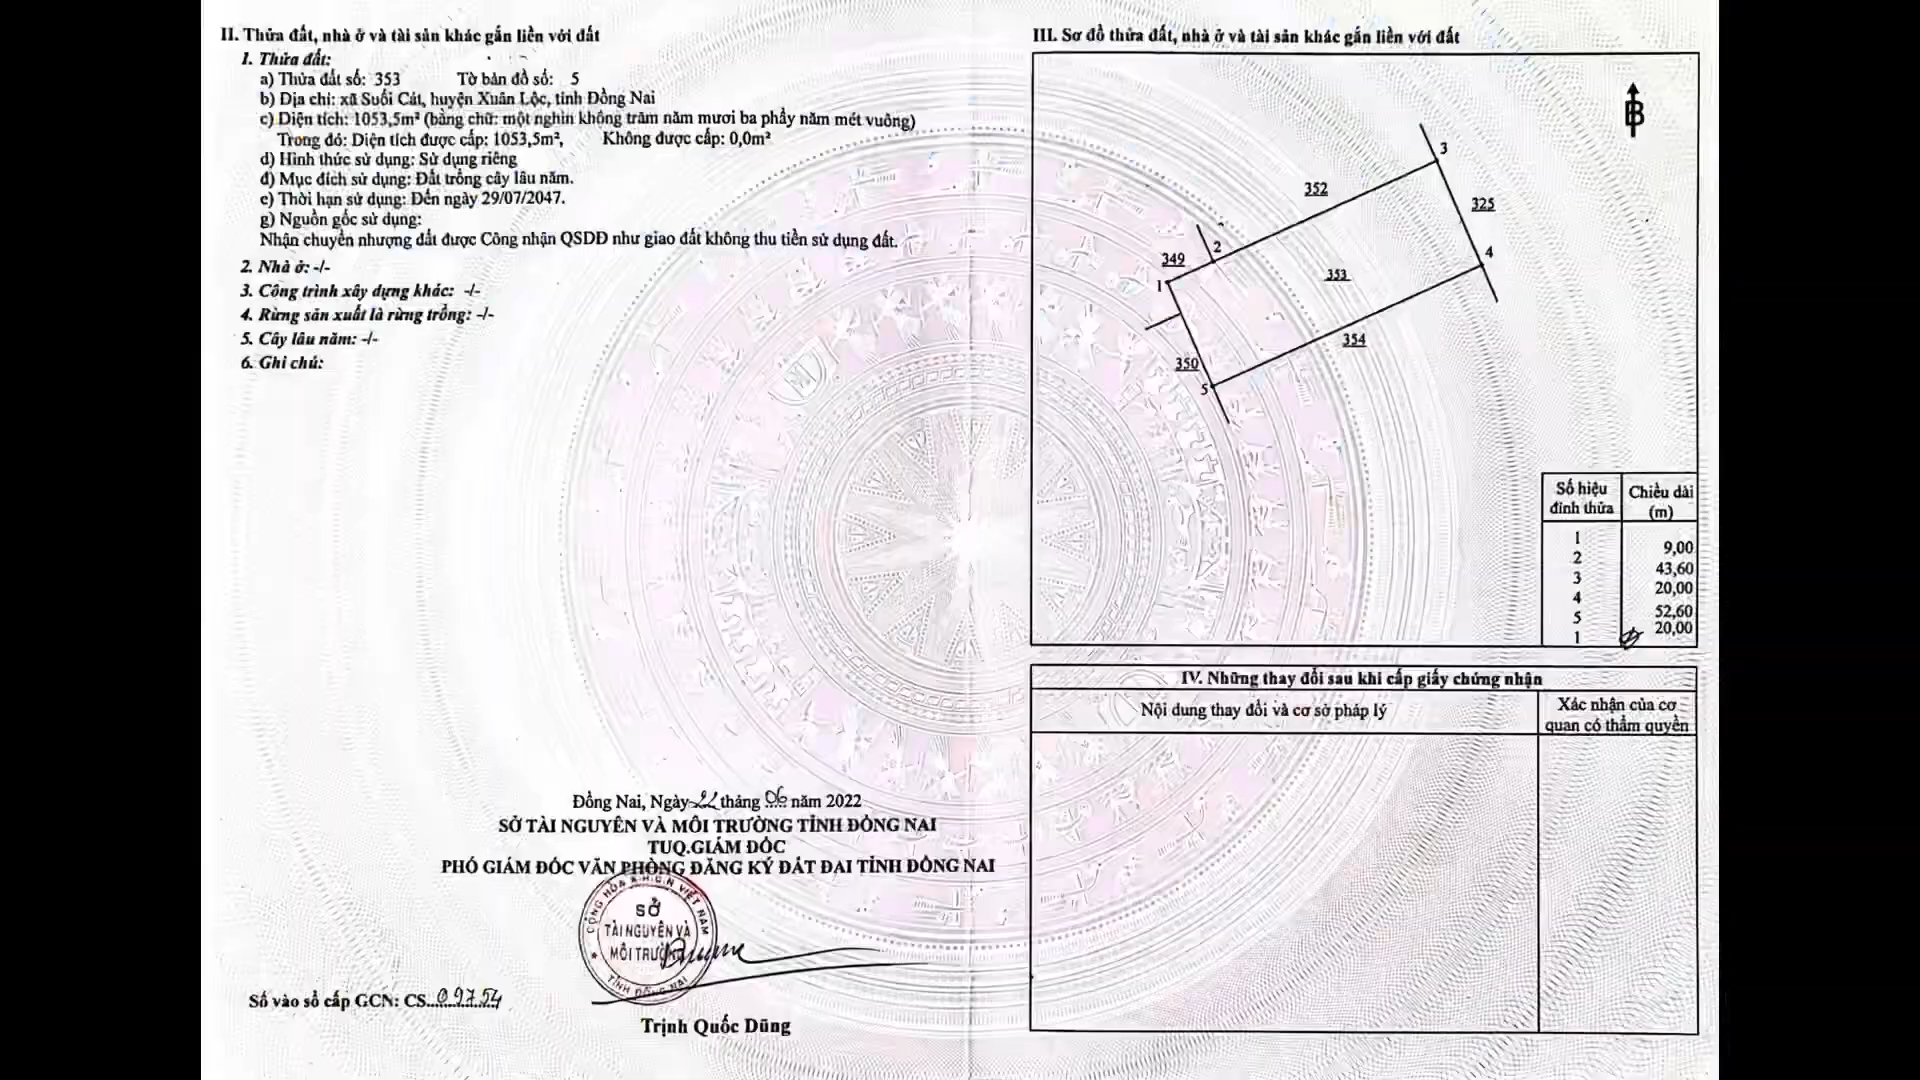 II. Thửa đất, nhà ở và tài sản khác gắn liền với đất
1. Thửa đất:
a) Thửa đất số: 353 Tờ bản đồ số: 5
b) Địa chỉ: xã Suối Cát, huyện Xuân Lộc, tỉnh Đồng Nai
c) Diện tích: 1053,5m² (bằng chữ: một nghìn không trăm năm mươi ba phẩy năm mét vuông)
Trong đó: Diện tích được cấp: 1053,5m², Không được cấp: 0,0m²
d) Hình thức sử dụng: Sử dụng riêng
đ) Mục đích sử dụng: Đất trồng cây lâu năm.
e) Thời hạn sử dụng: Đến ngày 29/07/2047.
g) Nguồn gốc sử dụng:
Nhận chuyển nhượng đất được Công nhận QSDĐ như giao đất không thu tiền sử dụng đất.
2. Nhà ở: -/-
3. Công trình xây dựng khác: -/-
4. Rừng sản xuất là rừng trồng: -/-
5. Cây lâu năm: -/-
6. Ghi chú:
Đồng Nai, Ngày 22 tháng 06 năm 2022
SỞ TÀI NGUYÊN VÀ MÔI TRƯỜNG TỈNH ĐỒNG NAI
TUQ.GIÁM ĐỐC
PHÓ GIÁM ĐỐC VĂN PHÒNG ĐĂNG KÝ ĐẤT ĐAI TỈNH ĐỒNG NAI
CỘNG HÒA X.H.C.N VIỆT NAM
SỞ
TÀI NGUYÊN VÀ
MÔI TRƯỜNG
TỈNH ĐỒNG NAI
Số vào sổ cấp GCN: CS 09754
Trịnh Quốc Dũng
III. Sơ đồ thửa đất, nhà ở và tài sản khác gắn liền với đất
B
3
352
325
2
4
349
353
1
354
350
5
Số hiệu đỉnh thửa Chiều dài (m)
1
9,00
2
43,60
3
20,00
4
52,60
5
20,00
1
IV. Những thay đổi sau khi cấp giấy chứng nhận
Nội dung thay đổi và cơ sở pháp lý
Xác nhận của cơ
quan có thẩm quyền